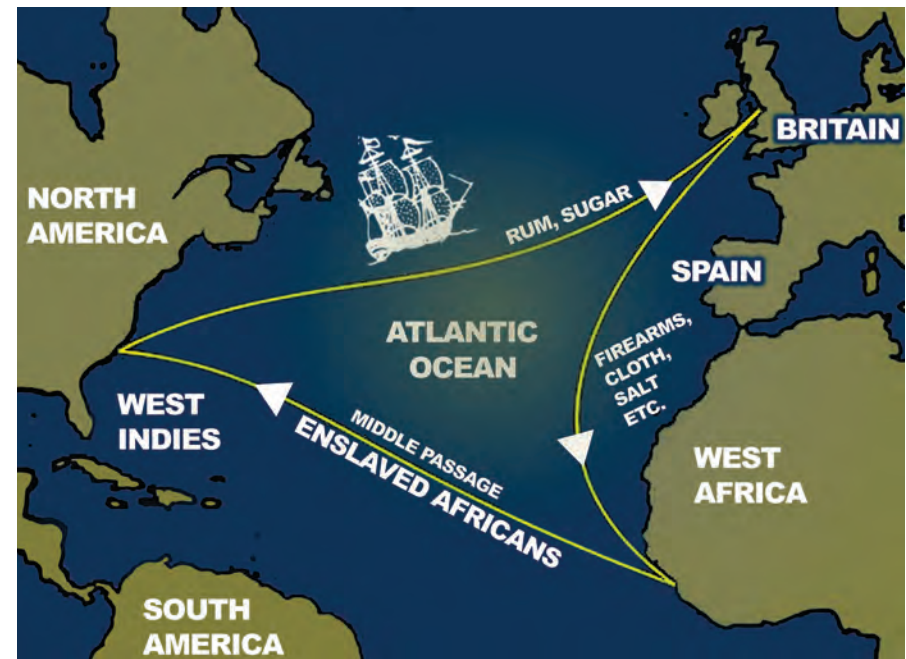 NORTH
AMERICA
RUM, SUGAR
BRITAIN
SPAIN
ATLANTIC
OCEAN
FIREARMS,
CLOTH,
SALT
ETC.
WEST
INDIES
MIDDLE PASSAGE
ENSLAVED AFRICANS
WEST
AFRICA
SOUTH
AMERICA